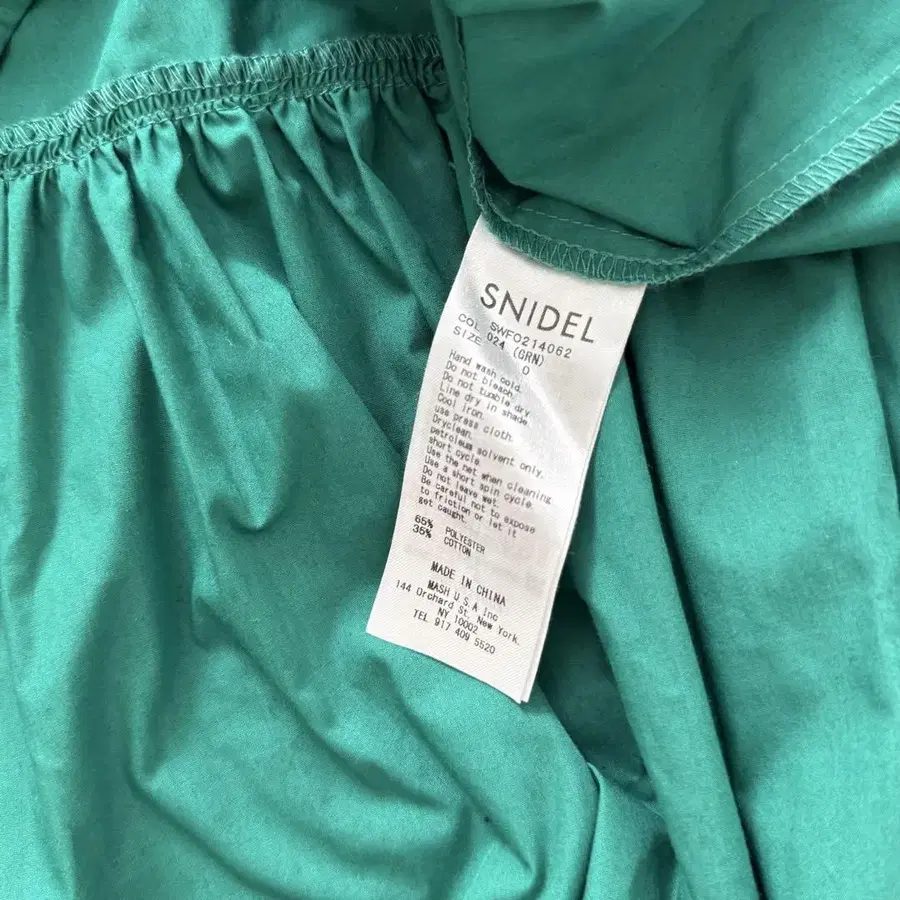 SNIDEL
SWFO214062
COL 024 (GRN)
SIZE 0
Hand wash cold.
Do not bleach.
Do not tumble dry.
Line dry in shade.
Cool iron.
use press cloth.
Dryclean.
petroleum solvent only.
short cycle.
Use the net when cleaning
Use a short spin cycle.
Do not leave wet.
Be careful not to expose
to friction or let it
get caught.
65% POLYESTER
35% COTTON
MADE IN CHINA
MASH U S A Inc
144 Orchard St. New York.
NY 10002
TEL 917 409 5520